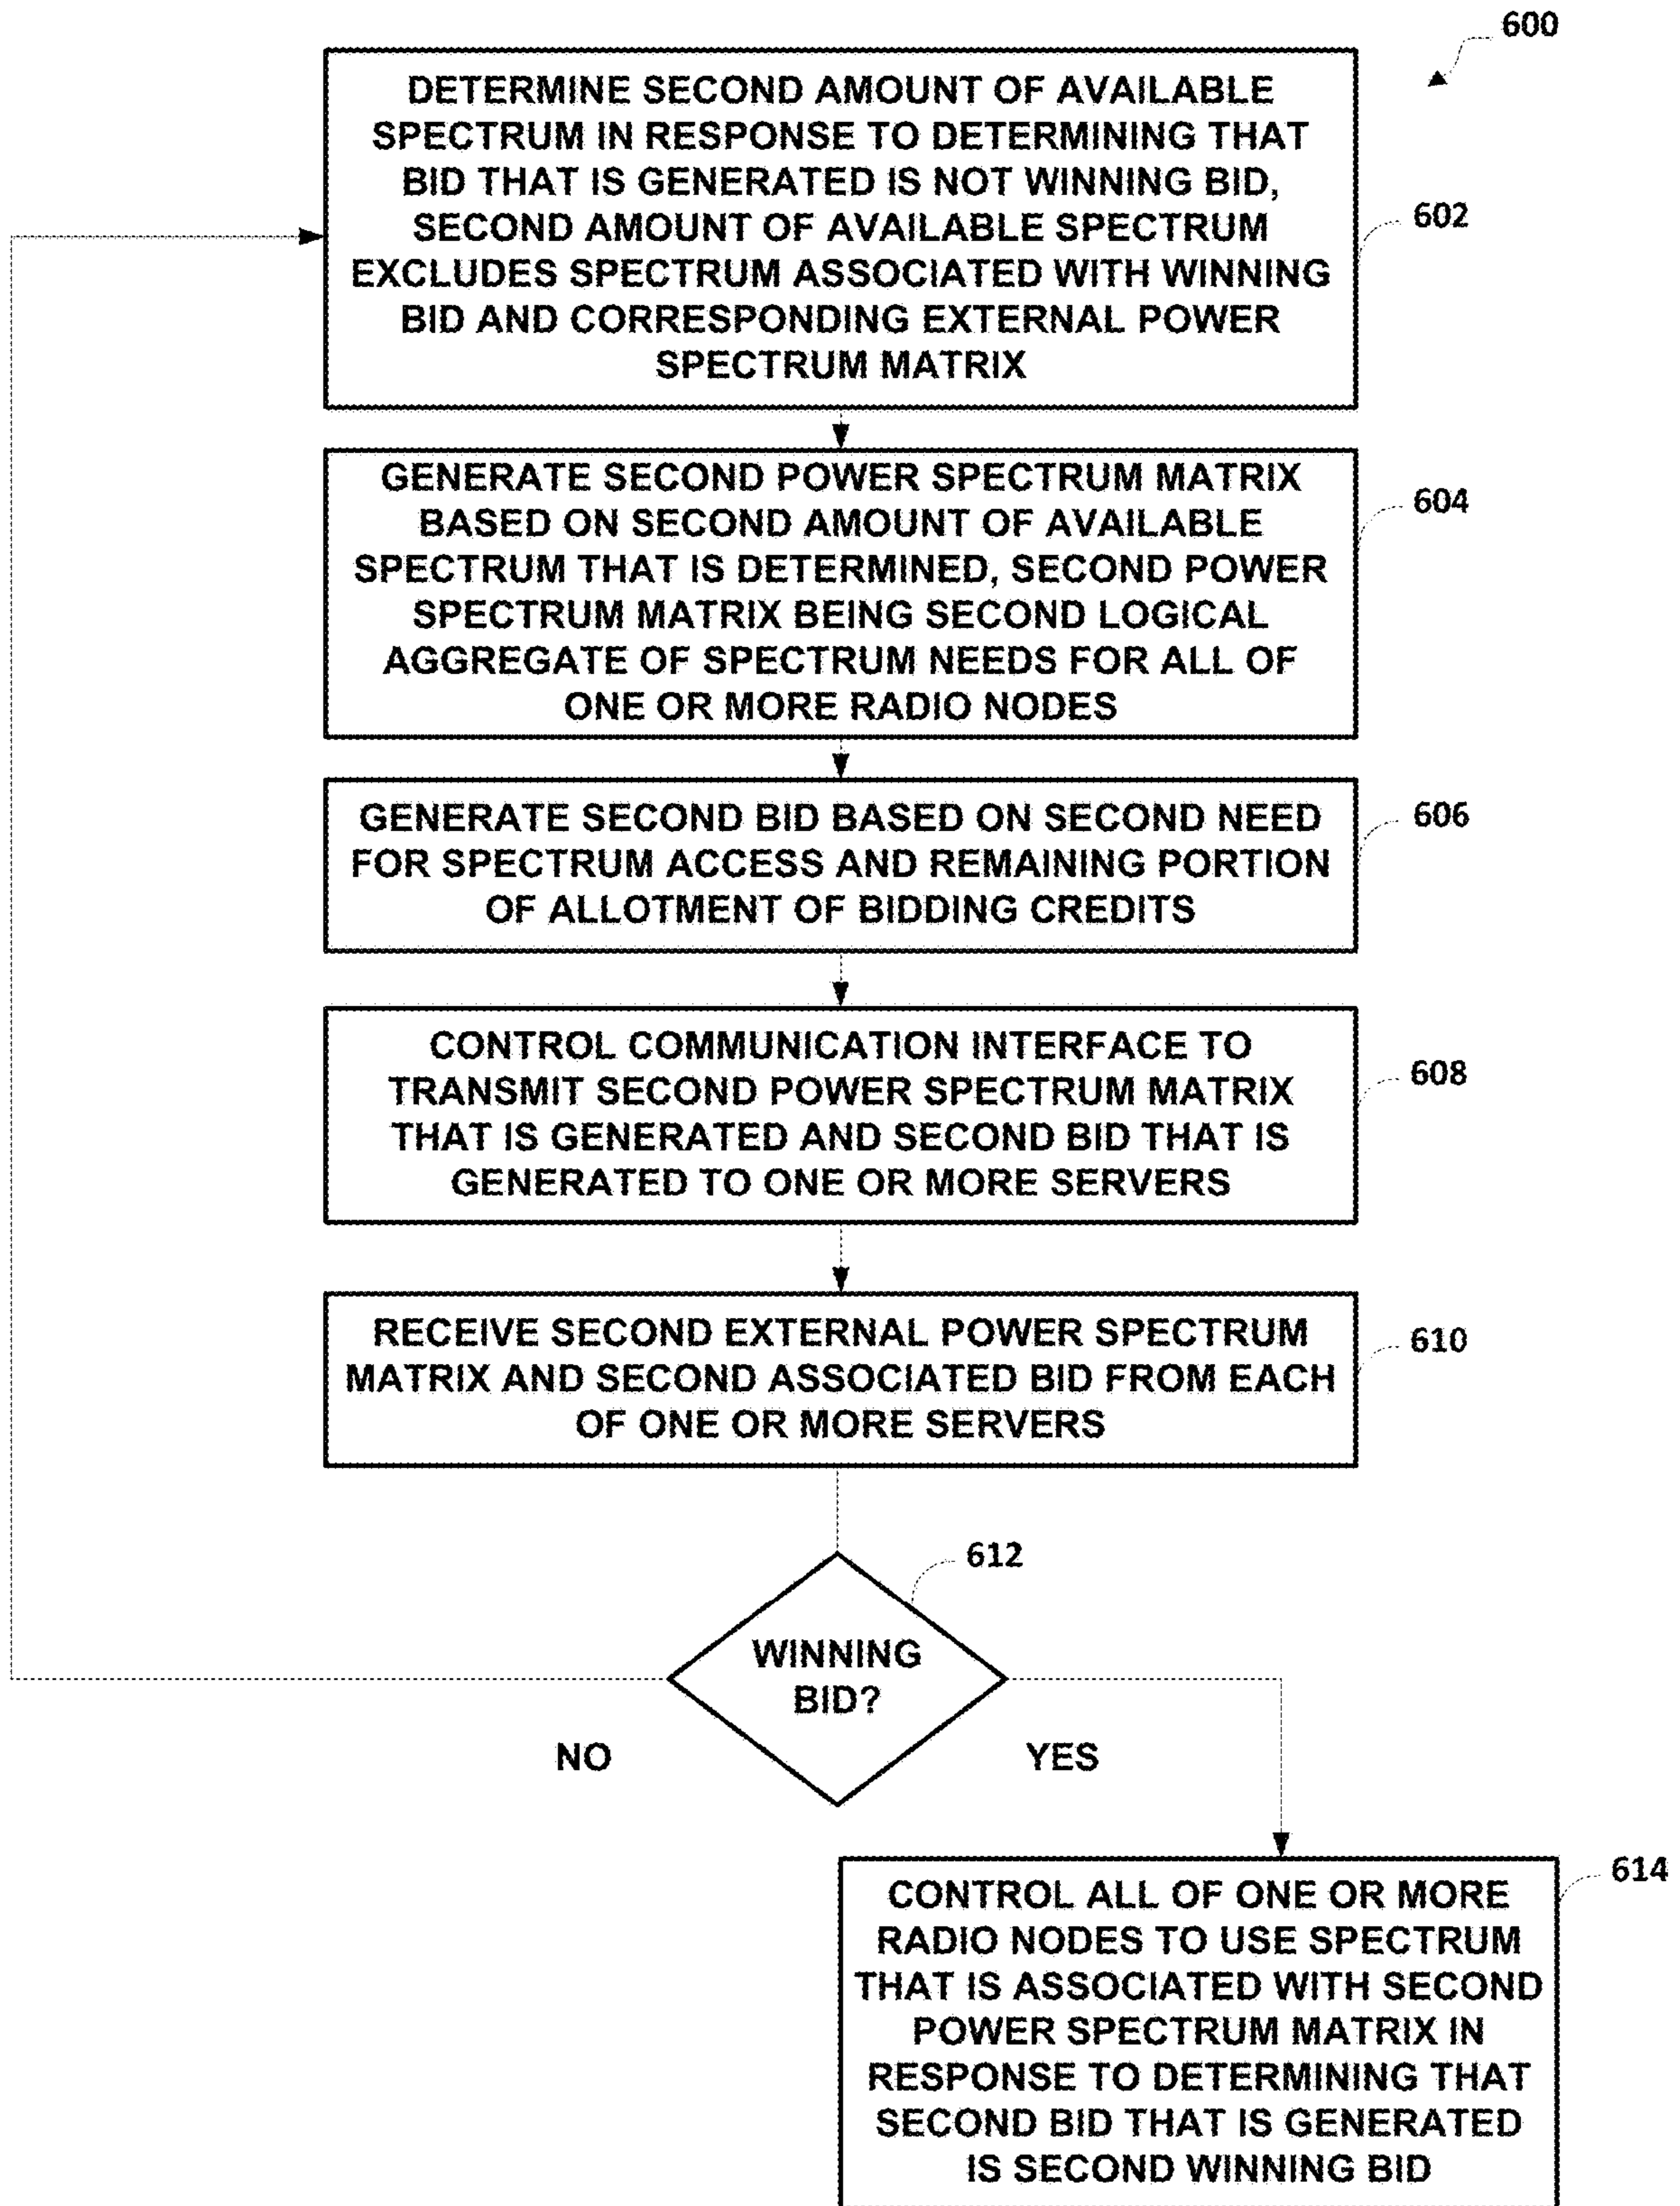 600
DETERMINE SECOND AMOUNT OF AVAILABLE
SPECTRUM IN RESPONSE TO DETERMINING THAT
BID THAT IS GENERATED IS NOT WINNING BID,
SECOND AMOUNT OF AVAILABLE SPECTRUM
EXCLUDES SPECTRUM ASSOCIATED WITH WINNING
BID AND CORRESPONDING EXTERNAL POWER
SPECTRUM MATRIX
602
GENERATE SECOND POWER SPECTRUM MATRIX
BASED ON SECOND AMOUNT OF AVAILABLE
SPECTRUM THAT IS DETERMINED, SECOND POWER
SPECTRUM MATRIX BEING SECOND LOGICAL
AGGREGATE OF SPECTRUM NEEDS FOR ALL OF
ONE OR MORE RADIO NODES
604
GENERATE SECOND BID BASED ON SECOND NEED
FOR SPECTRUM ACCESS AND REMAINING PORTION
OF ALLOTMENT OF BIDDING CREDITS
606
CONTROL COMMUNICATION INTERFACE TO
TRANSMIT SECOND POWER SPECTRUM MATRIX
THAT IS GENERATED AND SECOND BID THAT IS
GENERATED TO ONE OR MORE SERVERS
608
RECEIVE SECOND EXTERNAL POWER SPECTRUM
MATRIX AND SECOND ASSOCIATED BID FROM EACH
OF ONE OR MORE SERVERS
610
612
WINNING
BID?
NO
YES
614
CONTROL ALL OF ONE OR MORE
RADIO NODES TO USE SPECTRUM
THAT IS ASSOCIATED WITH SECOND
POWER SPECTRUM MATRIX IN
RESPONSE TO DETERMINING THAT
SECOND BID THAT IS GENERATED
IS SECOND WINNING BID